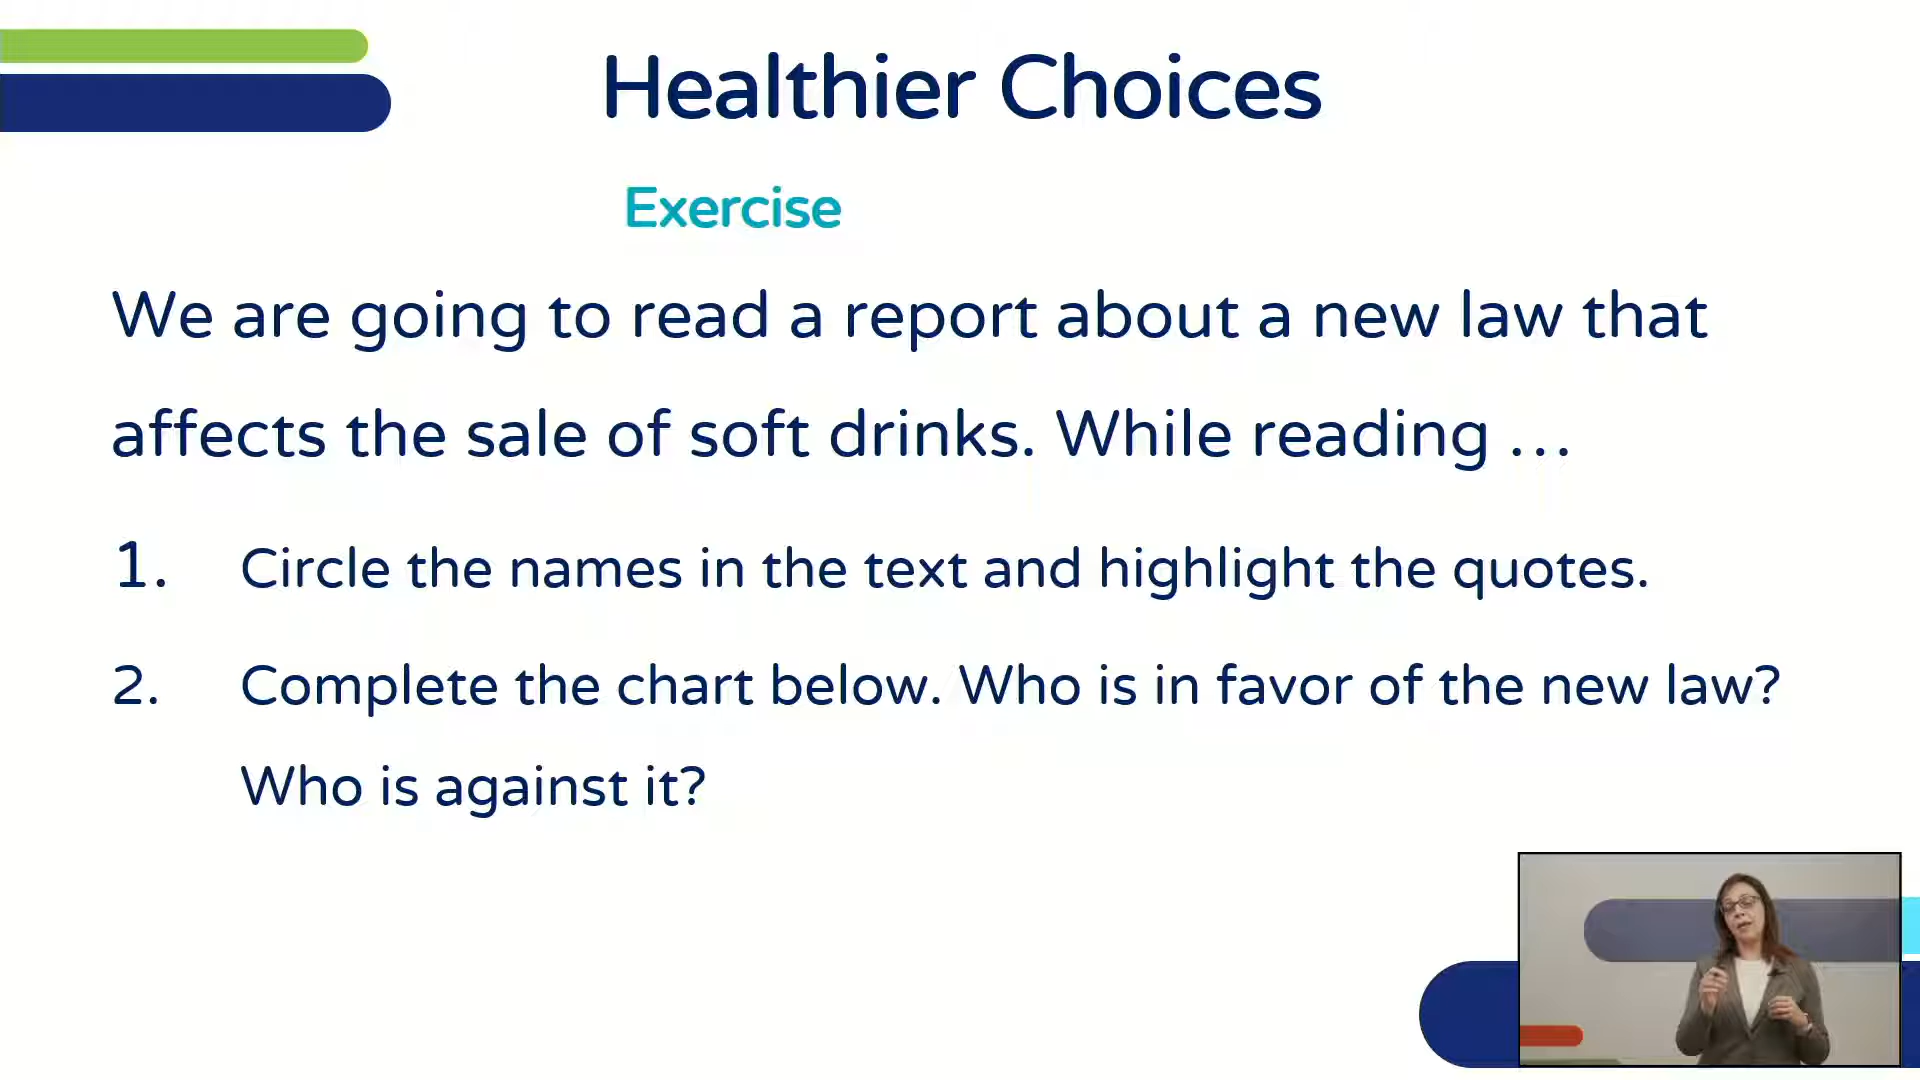 Healthier Choices
Exercise
We are going to read a report about a new law that
affects the sale of soft drinks. While reading …
1. Circle the names in the text and highlight the quotes.
2. Complete the chart below. Who is in favor of the new law?
Who is against it?